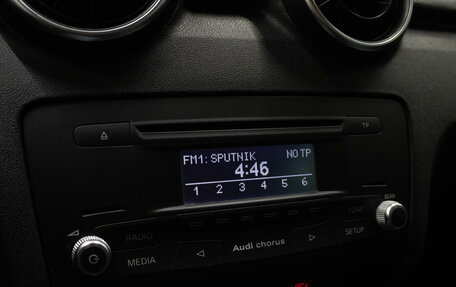 TP
FM1: SPUTNIK NO TP
4:46
1 2 3 4 5 6
SCAN
RADIO TONE
Audi chorus
MEDIA SETUP